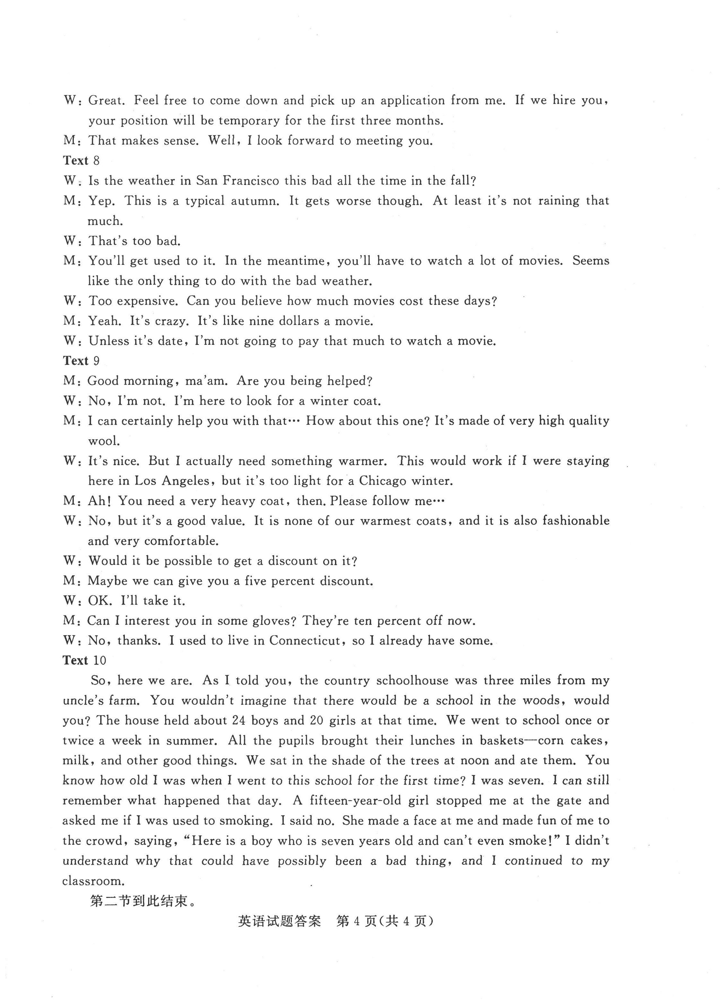 W: Great. Feel free to come down and pick up an application from me. If we hire you,
your position will be temporary for the first three months.
M: That makes sense. Well, I look forward to meeting you.
Text 8
W: Is the weather in San Francisco this bad all the time in the fall?
M: Yep. This is a typical autumn. It gets worse though. At least it's not raining that
much.
W: That's too bad.
M: You'll get used to it. In the meantime, you'll have to watch a lot of movies. Seems
like the only thing to do with the bad weather.
W: Too expensive. Can you believe how much movies cost these days?
M: Yeah. It's crazy. It's like nine dollars a movie.
W: Unless it's date, I'm not going to pay that much to watch a movie.
Text 9
M: Good morning, ma'am. Are you being helped?
W: No, I'm not. I'm here to look for a winter coat.
M: I can certainly help you with that… How about this one? It's made of very high quality
wool.
W: It's nice. But I actually need something warmer. This would work if I were staying
here in Los Angeles, but it's too light for a Chicago winter.
M: Ah! You need a very heavy coat, then. Please follow me…
W: No, but it's a good value. It is none of our warmest coats, and it is also fashionable
and very comfortable.
W: Would it be possible to get a discount on it?
M: Maybe we can give you a five percent discount.
W: OK. I'll take it.
M: Can I interest you in some gloves? They're ten percent off now.
W: No, thanks. I used to live in Connecticut, so I already have some.
Text 10
So, here we are. As I told you, the country schoolhouse was three miles from my
uncle's farm. You wouldn't imagine that there would be a school in the woods, would
you? The house held about 24 boys and 20 girls at that time. We went to school once or
twice a week in summer. All the pupils brought their lunches in baskets—corn cakes,
milk, and other good things. We sat in the shade of the trees at noon and ate them. You
know how old I was when I went to this school for the first time? I was seven. I can still
remember what happened that day. A fifteen-year-old girl stopped me at the gate and
asked me if I was used to smoking. I said no. She made a face at me and made fun of me to
the crowd, saying, “Here is a boy who is seven years old and can't even smoke!” I didn't
understand why that could have possibly been a bad thing, and I continued to my
classroom.
第二节到此结束。
英语试题答案 第 4 页(共 4 页)